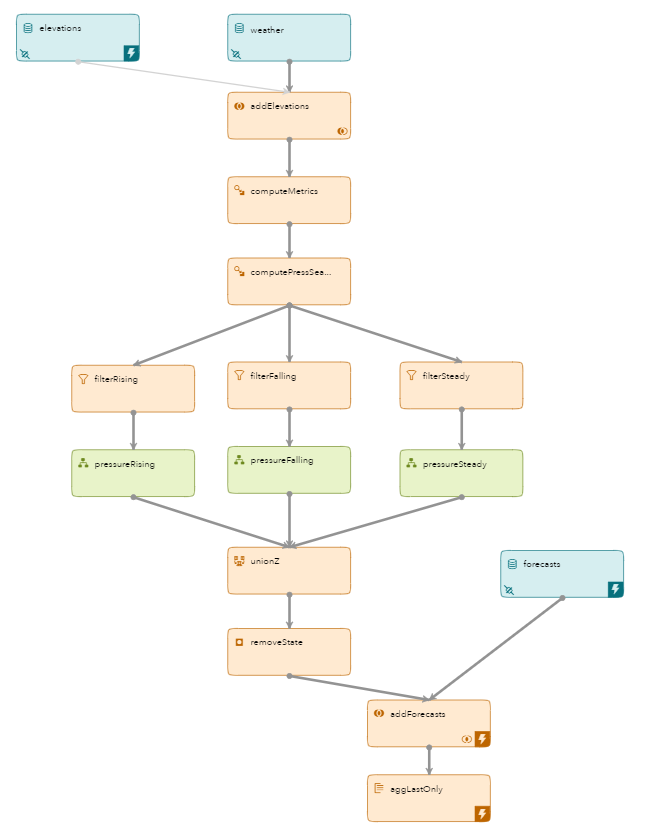 elevations
weather
addElevations
computeMetrics
computePressSea...
filterRising
filterFalling
filterSteady
pressureRising
pressureFalling
pressureSteady
unionZ
forecasts
removeState
addForecasts
aggLastOnly